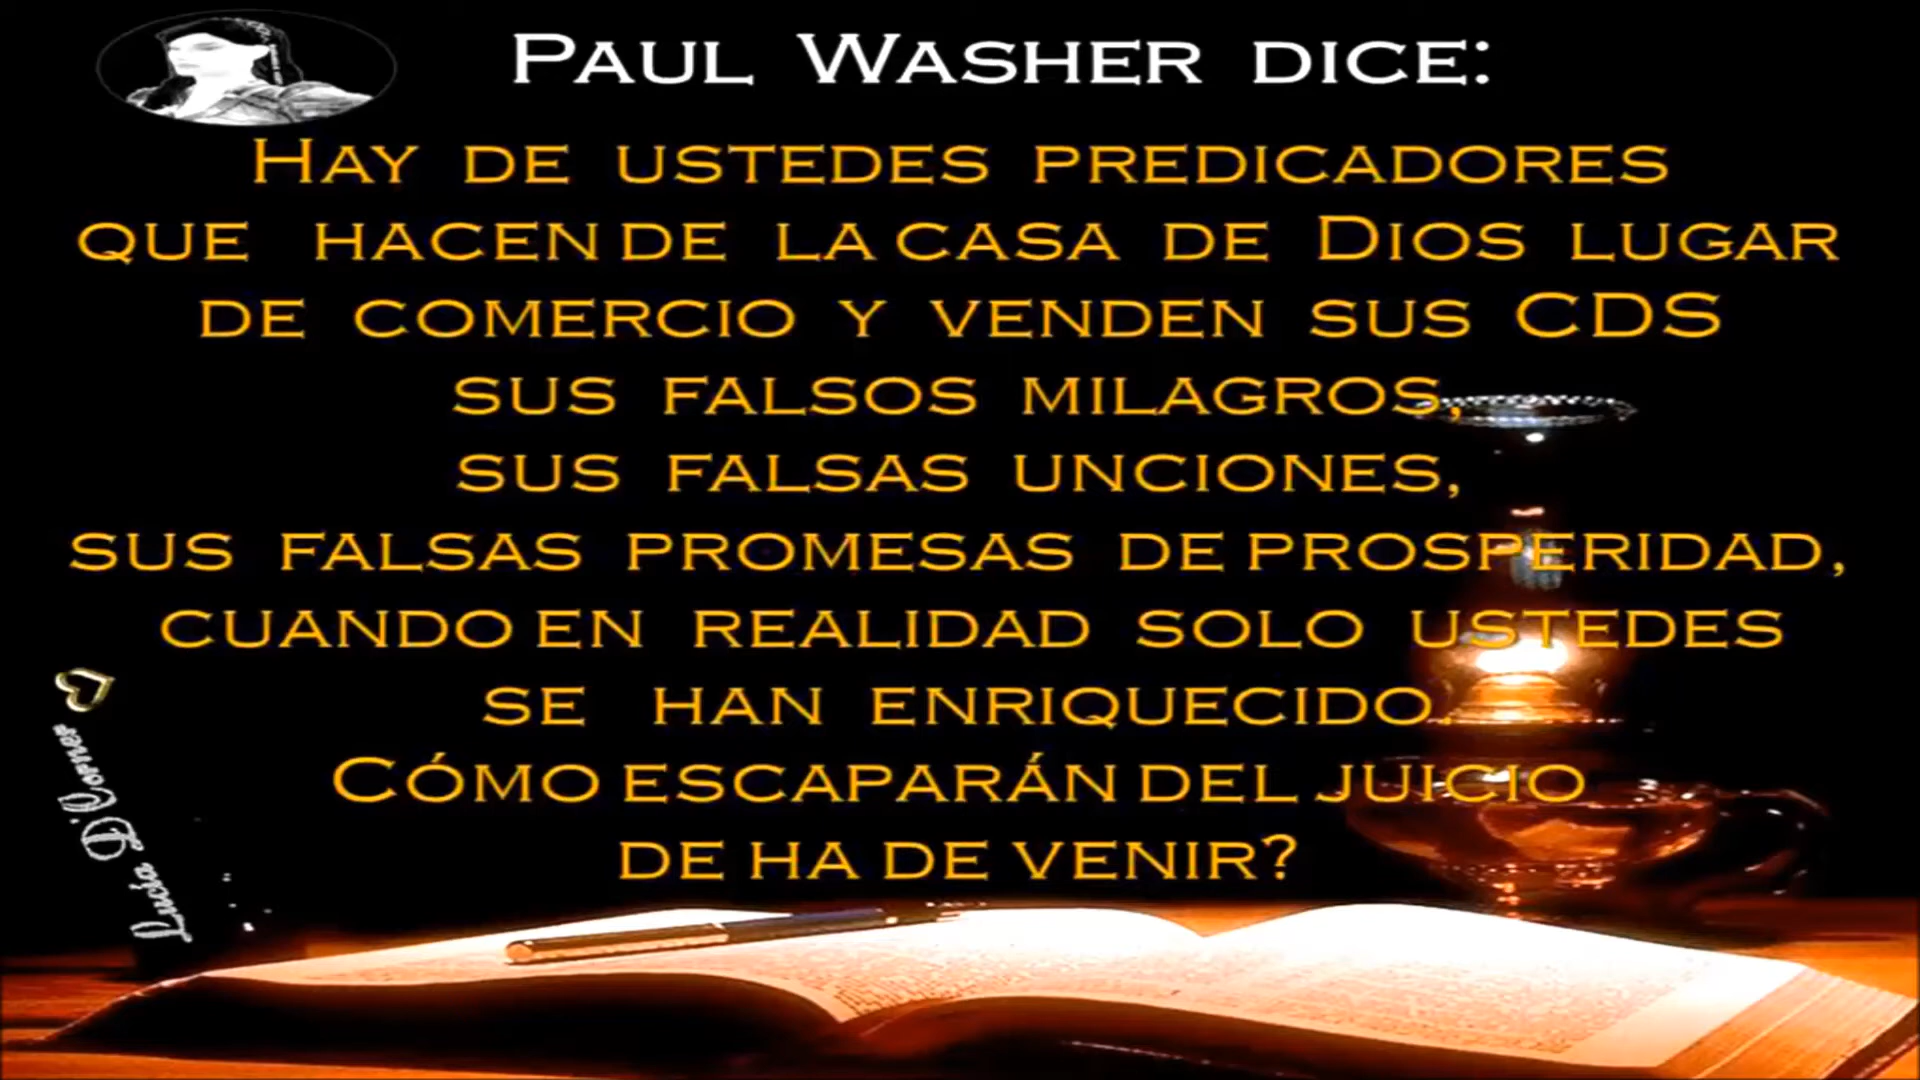 Paul Washer dice:
Hay de ustedes predicadores
que hacen de la casa de Dios lugar
de comercio y venden sus CDS
sus falsos milagros,
sus falsas unciones,
sus falsas promesas de prosperidad,
cuando en realidad solo ustedes
se han enriquecido.
Cómo escaparán del juicio
de ha de venir?